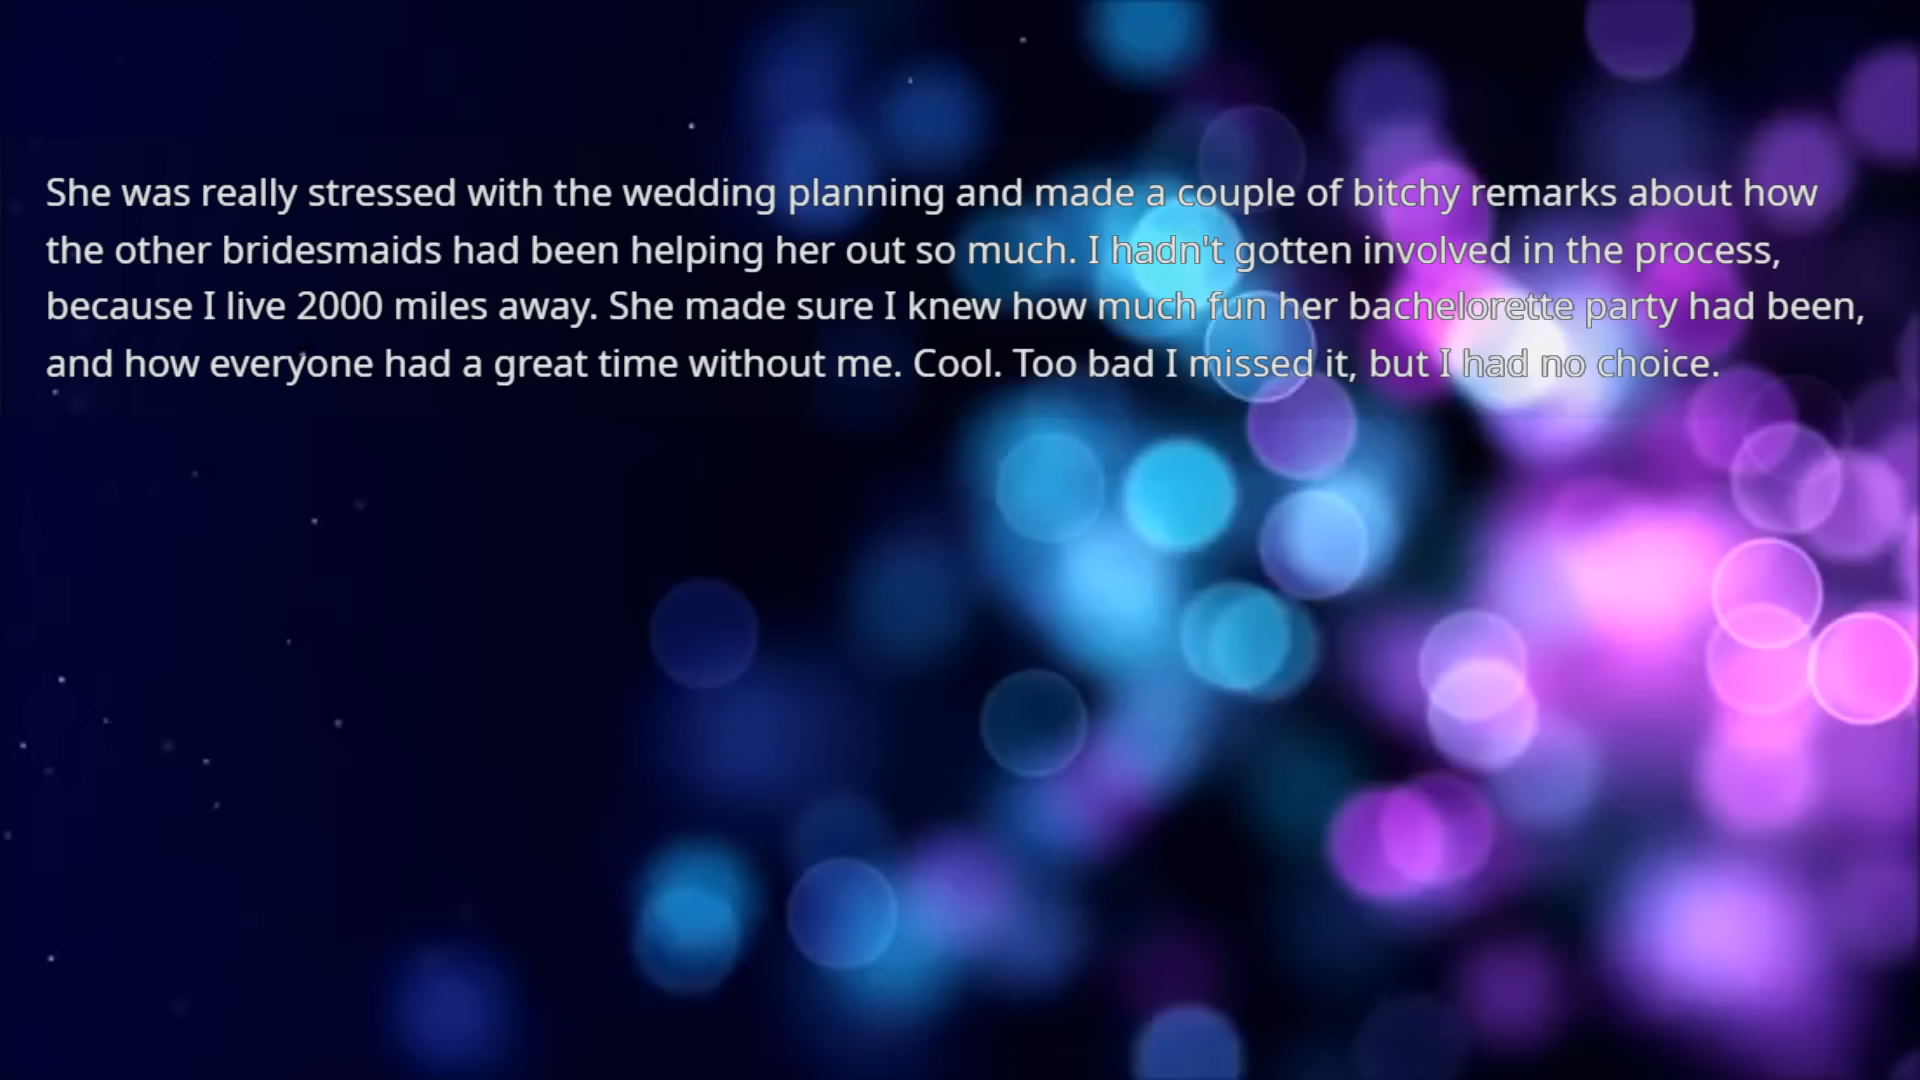 She was really stressed with the wedding planning and made a couple of bitchy remarks about how
the other bridesmaids had been helping her out so much. I hadn't gotten involved in the process,
because I live 2000 miles away. She made sure I knew how much fun her bachelorette party had been,
and how everyone had a great time without me. Cool. Too bad I missed it, but I had no choice.